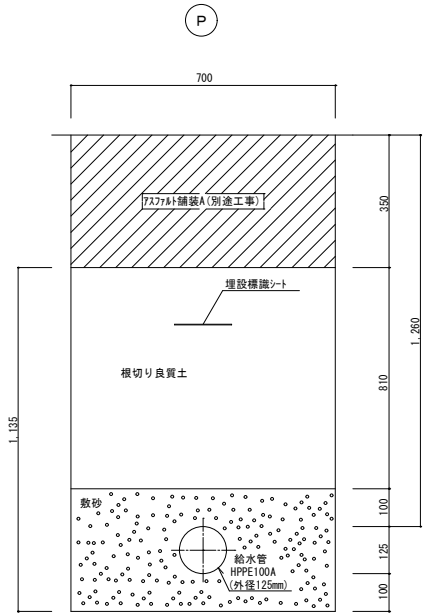 P
700
アスファルト舗装A(別途工事)
350
埋設標識シート
1,260
根切り良質土
810
1,135
敷砂
100
給水管
HPPE100A
(外径125mm)
125
100